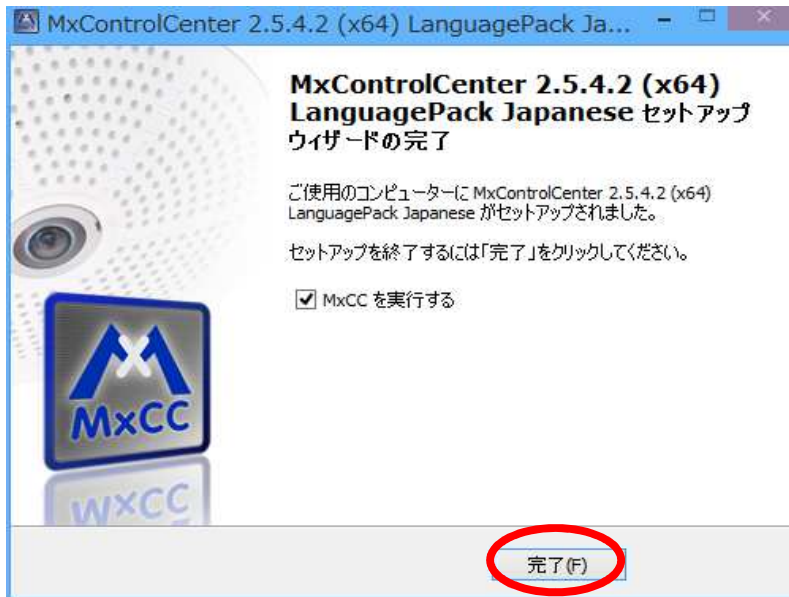 MxControlCenter 2.5.4.2 (x64) LanguagePack Ja...
MxControlCenter 2.5.4.2 (x64)
LanguagePack Japanese セットアップ
ウィザードの完了
ご使用のコンピューターに MxControlCenter 2.5.4.2 (x64)
LanguagePack Japanese がセットアップされました。
セットアップを終了するには「完了」をクリックしてください。
MxCC を実行する
MxCC
完了(F)